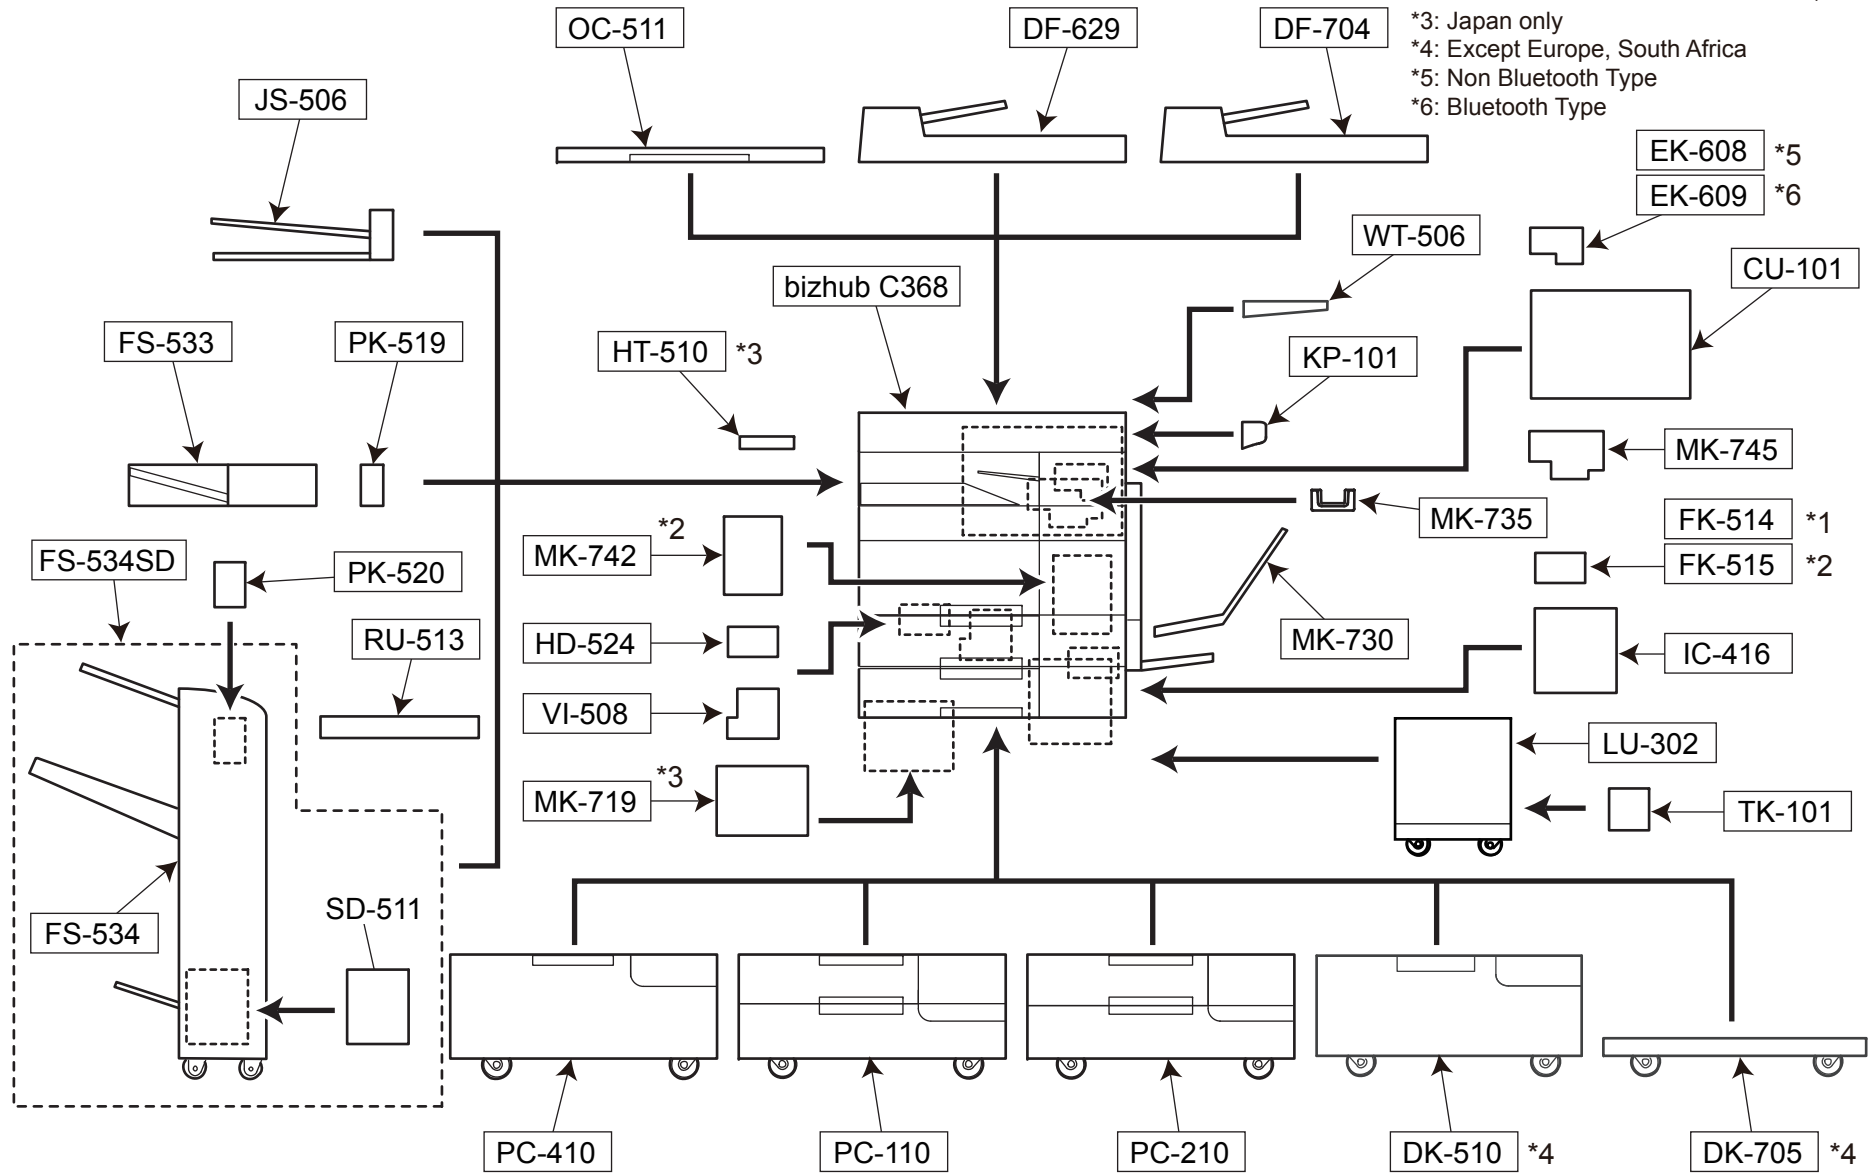 *3: Japan only
*4: Except Europe, South Africa
*5: Non Bluetooth Type
*6: Bluetooth Type
OC-511
DF-629
DF-704
JS-506
EK-608 *5
EK-609 *6
WT-506
CU-101
bizhub C368
FS-533
PK-519
HT-510 *3
KP-101
MK-745
MK-735
FK-514 *1
FK-515 *2
MK-742 *2
FS-534SD
PK-520
HD-524
RU-513
MK-730
IC-416
VI-508
LU-302
MK-719 *3
TK-101
SD-511
FS-534
PC-410
PC-110
PC-210
DK-510 *4
DK-705 *4